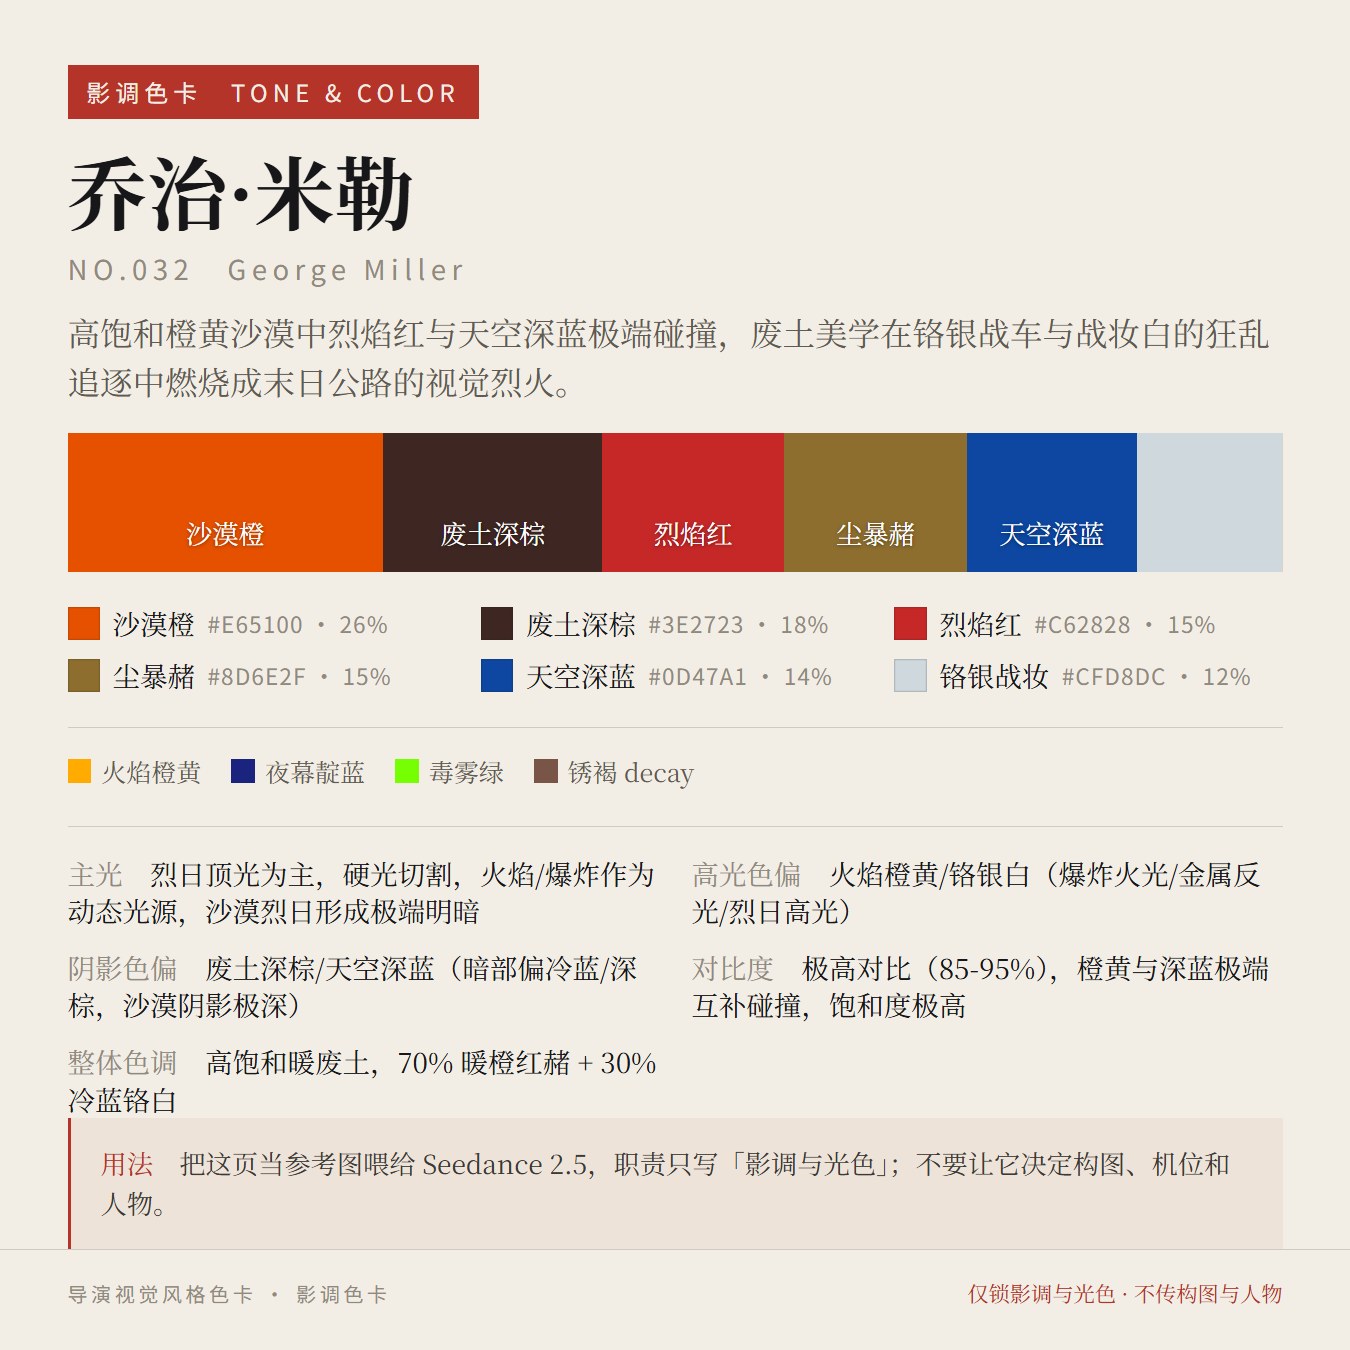 影调色卡 TONE & COLOR
乔治·米勒
NO.032 George Miller
高饱和橙黄沙漠中烈焰红与天空深蓝极端碰撞，废土美学在铬银战车与战妆白的狂乱
追逐中燃烧成末日公路的视觉烈火。
沙漠橙 废土深棕 烈焰红 尘暴赭 天空深蓝
沙漠橙 #E65100 · 26% 废土深棕 #3E2723 · 18% 烈焰红 #C62828 · 15%
尘暴赭 #8D6E2F · 15% 天空深蓝 #0D47A1 · 14% 铬银战妆 #CFD8DC · 12%
火焰橙黄 夜幕靛蓝 毒雾绿 锈褐 decay
主光 烈日顶光为主，硬光切割，火焰/爆炸作为
动态光源，沙漠烈日形成极端明暗
高光色偏 火焰橙黄/铬银白（爆炸火光/金属反
光/烈日高光）
阴影色偏 废土深棕/天空深蓝（暗部偏冷蓝/深
棕，沙漠阴影极深）
对比度 极高对比（85-95%），橙黄与深蓝极端
互补碰撞，饱和度极高
整体色调 高饱和暖废土，70% 暖橙红赭 + 30%
冷蓝铬白
用法 把这页当参考图喂给 Seedance 2.5，职责只写「影调与光色」；不要让它决定构图、机位和
人物。
导演视觉风格色卡 · 影调色卡
仅锁影调与光色 · 不传构图与人物